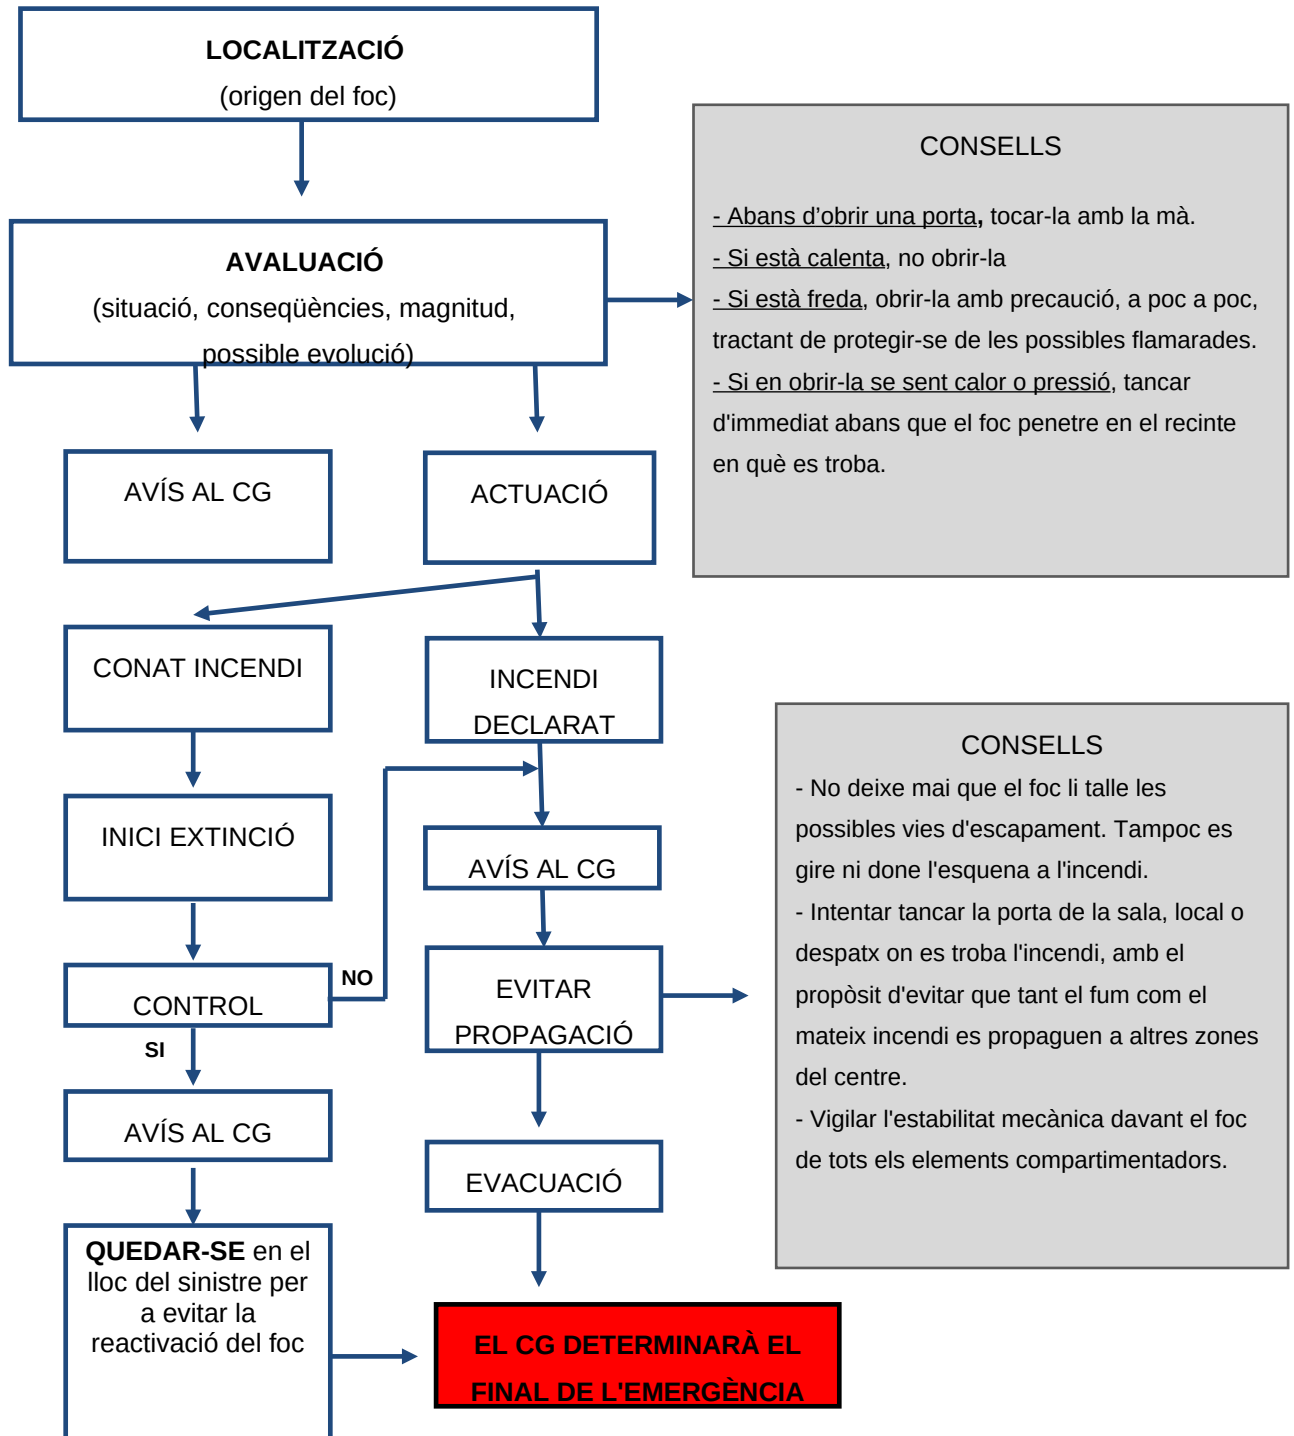 LOCALITZACIÓ
(origen del foc)
AVALUACIÓ
(situació, conseqüències, magnitud,
possible evolució)
CONSELLS
- Abans d’obrir una porta, tocar-la amb la mà.
- Si està calenta, no obrir-la
- Si està freda, obrir-la amb precaució, a poc a poc,
tractant de protegir-se de les possibles flamarades.
- Si en obrir-la se sent calor o pressió, tancar
d'immediat abans que el foc penetre en el recinte
en què es troba.
AVÍS AL CG
ACTUACIÓ
CONAT INCENDI
INCENDI
DECLARAT
INICI EXTINCIÓ
AVÍS AL CG
CONTROL
NO
SI
EVITAR
PROPAGACIÓ
CONSELLS
- No deixe mai que el foc li talle les
possibles vies d'escapament. Tampoc es
gire ni done l'esquena a l'incendi.
- Intentar tancar la porta de la sala, local o
despatx on es troba l'incendi, amb el
propòsit d'evitar que tant el fum com el
mateix incendi es propaguen a altres zones
del centre.
- Vigilar l'estabilitat mecànica davant el foc
de tots els elements compartimentadors.
AVÍS AL CG
EVACUACIÓ
QUEDAR-SE en el
lloc del sinistre per
a evitar la
reactivació del foc
EL CG DETERMINARÀ EL
FINAL DE L'EMERGÈNCIA